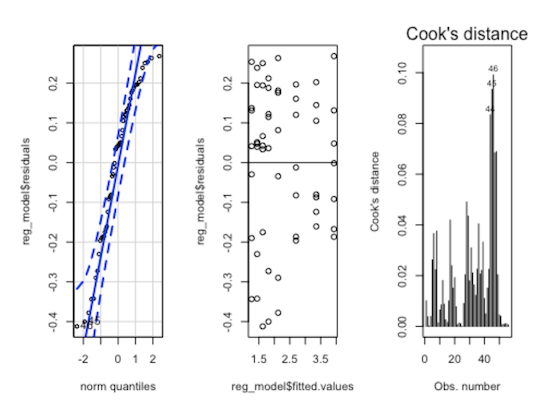 reg_model$residuals
0.2
0.1
0.0
-0.1
-0.2
-0.3
-0.4
-2 0 1 2
norm quantiles
reg_model$residuals
0.2
0.1
0.0
-0.1
-0.2
-0.3
-0.4
1.5 2.5 3.5
reg_model$fitted.values
Cook's distance
Cook's distance
0.10
0.08
0.06
0.04
0.02
0.00
46
45
44
0 20 40
Obs. number